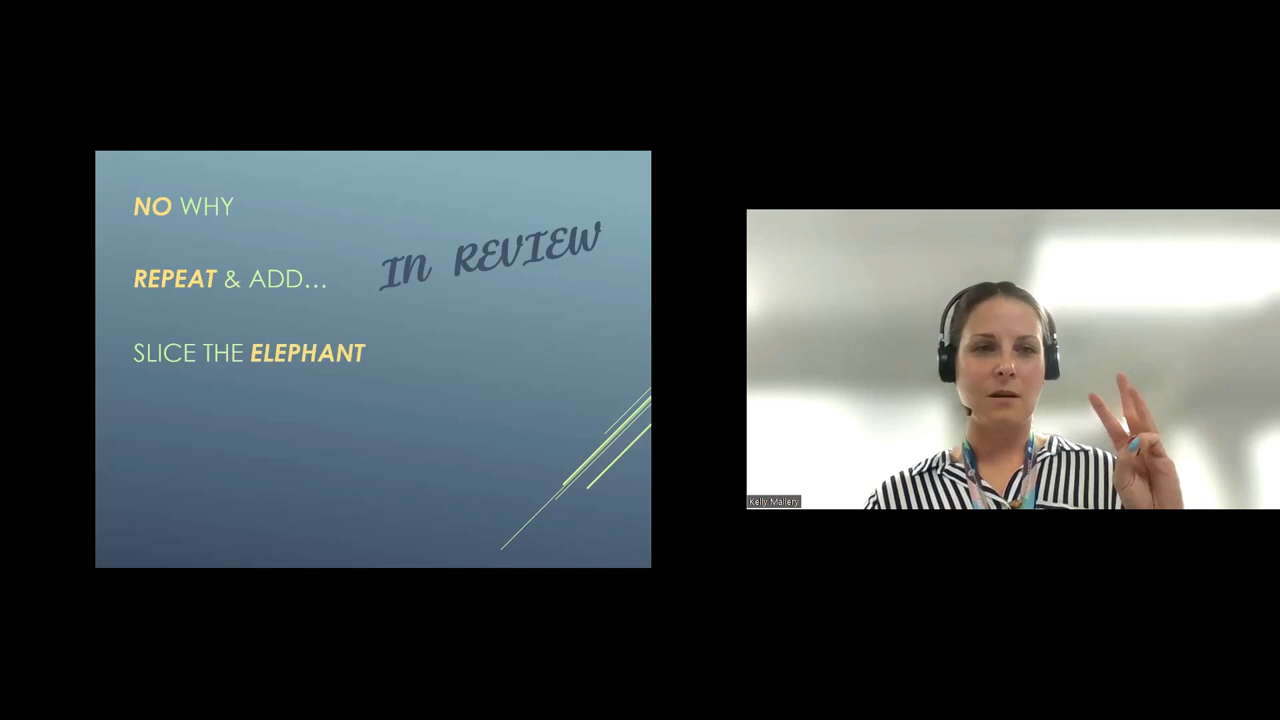 NO WHY
IN REVIEW
REPEAT & ADD...
SLICE THE ELEPHANT
Kelly Mallery